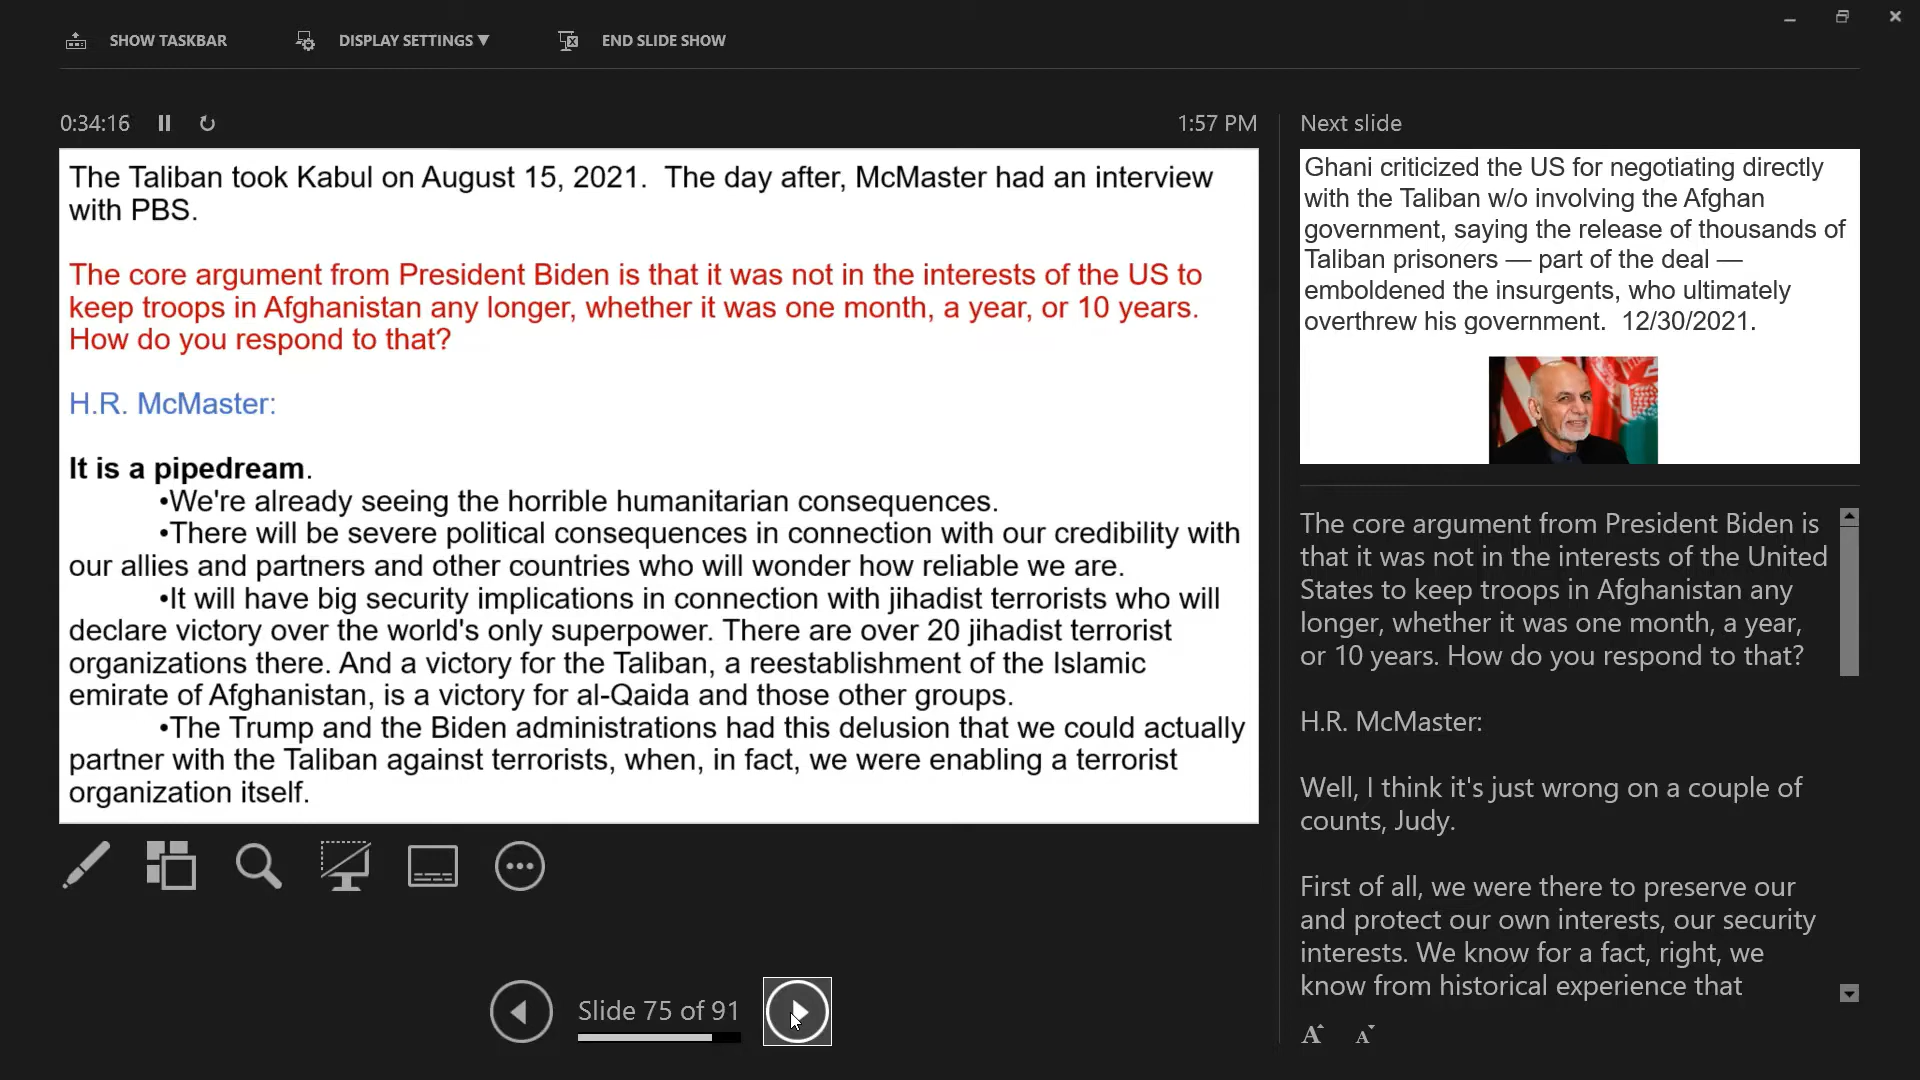 SHOW TASKBAR
DISPLAY SETTINGS ▼
END SLIDE SHOW
0:34:16
1:57 PM
The Taliban took Kabul on August 15, 2021.  The day after, McMaster had an interview
with PBS.
The core argument from President Biden is that it was not in the interests of the US to
keep troops in Afghanistan any longer, whether it was one month, a year, or 10 years.
How do you respond to that?
H.R. McMaster:
It is a pipedream.
•We're already seeing the horrible humanitarian consequences.
•There will be severe political consequences in connection with our credibility with
our allies and partners and other countries who will wonder how reliable we are.
•It will have big security implications in connection with jihadist terrorists who will
declare victory over the world's only superpower. There are over 20 jihadist terrorist
organizations there. And a victory for the Taliban, a reestablishment of the Islamic
emirate of Afghanistan, is a victory for al-Qaida and those other groups.
•The Trump and the Biden administrations had this delusion that we could actually
partner with the Taliban against terrorists, when, in fact, we were enabling a terrorist
organization itself.
Slide 75 of 91
Next slide
Ghani criticized the US for negotiating directly
with the Taliban w/o involving the Afghan
government, saying the release of thousands of
Taliban prisoners — part of the deal —
emboldened the insurgents, who ultimately
overthrew his government.  12/30/2021.
The core argument from President Biden is
that it was not in the interests of the United
States to keep troops in Afghanistan any
longer, whether it was one month, a year,
or 10 years. How do you respond to that?
H.R. McMaster:
Well, I think it's just wrong on a couple of
counts, Judy.
First of all, we were there to preserve our
and protect our own interests, our security
interests. We know for a fact, right, we
know from historical experience that
A A